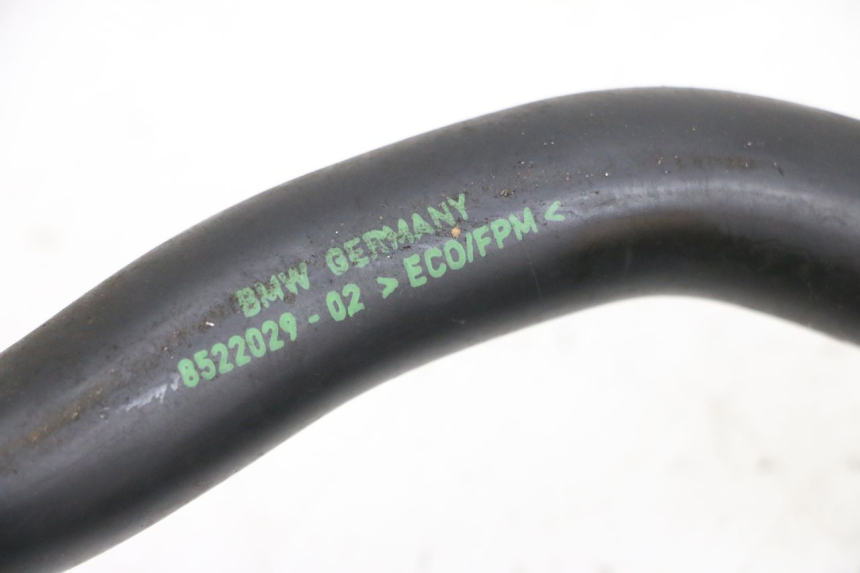 BMW GERMANY
8522029 - 02 > ECO/FPM <